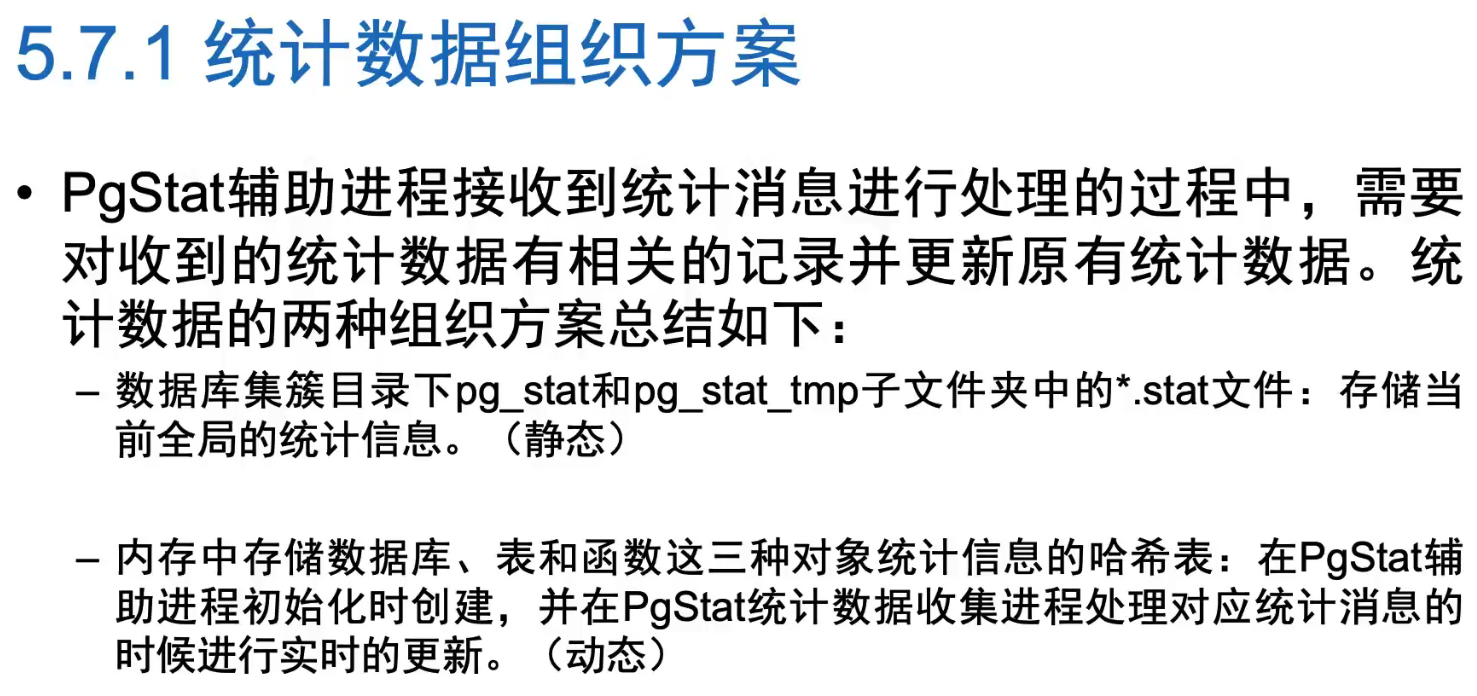 5.7.1 统计数据组织方案
• PgStat辅助进程接收到统计消息进行处理的过程中，需要
对收到的统计数据有相关的记录并更新原有统计数据。统
计数据的两种组织方案总结如下：
– 数据库集簇目录下pg_stat和pg_stat_tmp子文件夹中的*.stat文件：存储当
前全局的统计信息。（静态）
– 内存中存储数据库、表和函数这三种对象统计信息的哈希表：在PgStat辅
助进程初始化时创建，并在PgStat统计数据收集进程处理对应统计消息的
时候进行实时的更新。（动态）